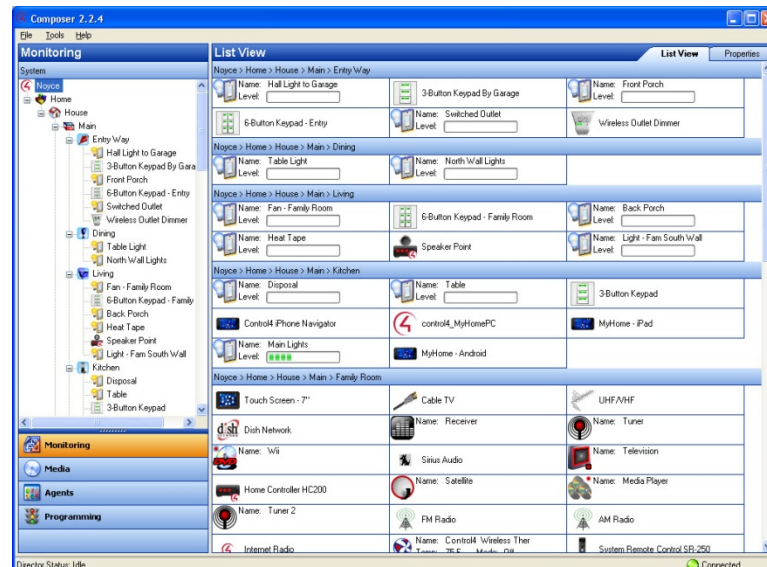 Composer 2.2.4
File Tools Help
Monitoring
System
Noyce
Home
House
Main
Entry Way
Hall Light to Garage
3-Button Keypad By Gara
Front Porch
6-Button Keypad - Entry
Switched Outlet
Wireless Outlet Dimmer
Dining
Table Light
North Wall Lights
Living
Fan - Family Room
6-Button Keypad - Family
Back Porch
Heat Tape
Speaker Point
Light - Fam South Wall
Kitchen
Disposal
Table
3-Button Keypad
Monitoring
Media
Agents
Programming
List View
List View Properties
Noyce > Home > House > Main > Entry Way
Name: Hall Light to Garage
Level:
3-Button Keypad By Garage
Name: Front Porch
Level:
6-Button Keypad - Entry
Name: Switched Outlet
Level:
Wireless Outlet Dimmer
Noyce > Home > House > Main > Dining
Name: Table Light
Level:
Name: North Wall Lights
Level:
Noyce > Home > House > Main > Living
Name: Fan - Family Room
Level:
6-Button Keypad - Family Room
Name: Back Porch
Level:
Name: Heat Tape
Level:
Speaker Point
Name: Light - Fam South Wall
Level:
Noyce > Home > House > Main > Kitchen
Name: Disposal
Level:
Name: Table
Level:
3-Button Keypad
Control4 iPhone Navigator
control4_MyHomePC
MyHome - iPad
Name: Main Lights
Level:
MyHome - Android
Noyce > Home > House > Main > Family Room
Touch Screen - 7"
Cable TV
UHF/VHF
dish Dish Network
Name: Receiver
Name: Tuner
Name: Wii
Sirius Audio
Name: Television
Home Controller HC200
Name: Satellite
Name: Media Player
Name: Tuner 2
FM Radio
AM Radio
Internet Radio
Name: Control4 Wireless Ther
Temp: 75 F Mode: Off
System Remote Control SR-250
Director Status: Idle
Connected